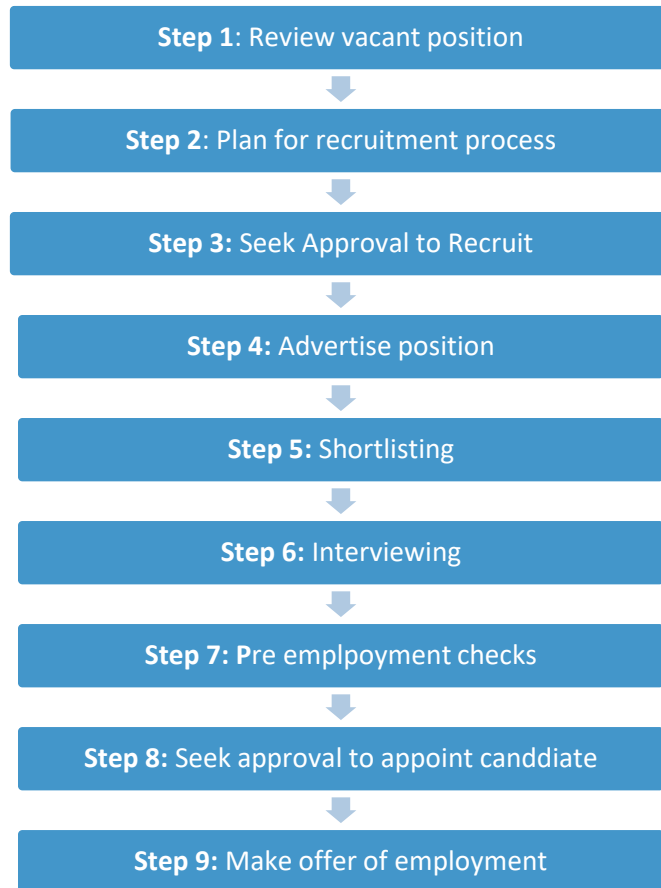 Step 1: Review vacant position
Step 2: Plan for recruitment process
Step 3: Seek Approval to Recruit
Step 4: Advertise position
Step 5: Shortlisting
Step 6: Interviewing
Step 7: Pre emplpoyment checks
Step 8: Seek approval to appoint canddiate
Step 9: Make offer of employment